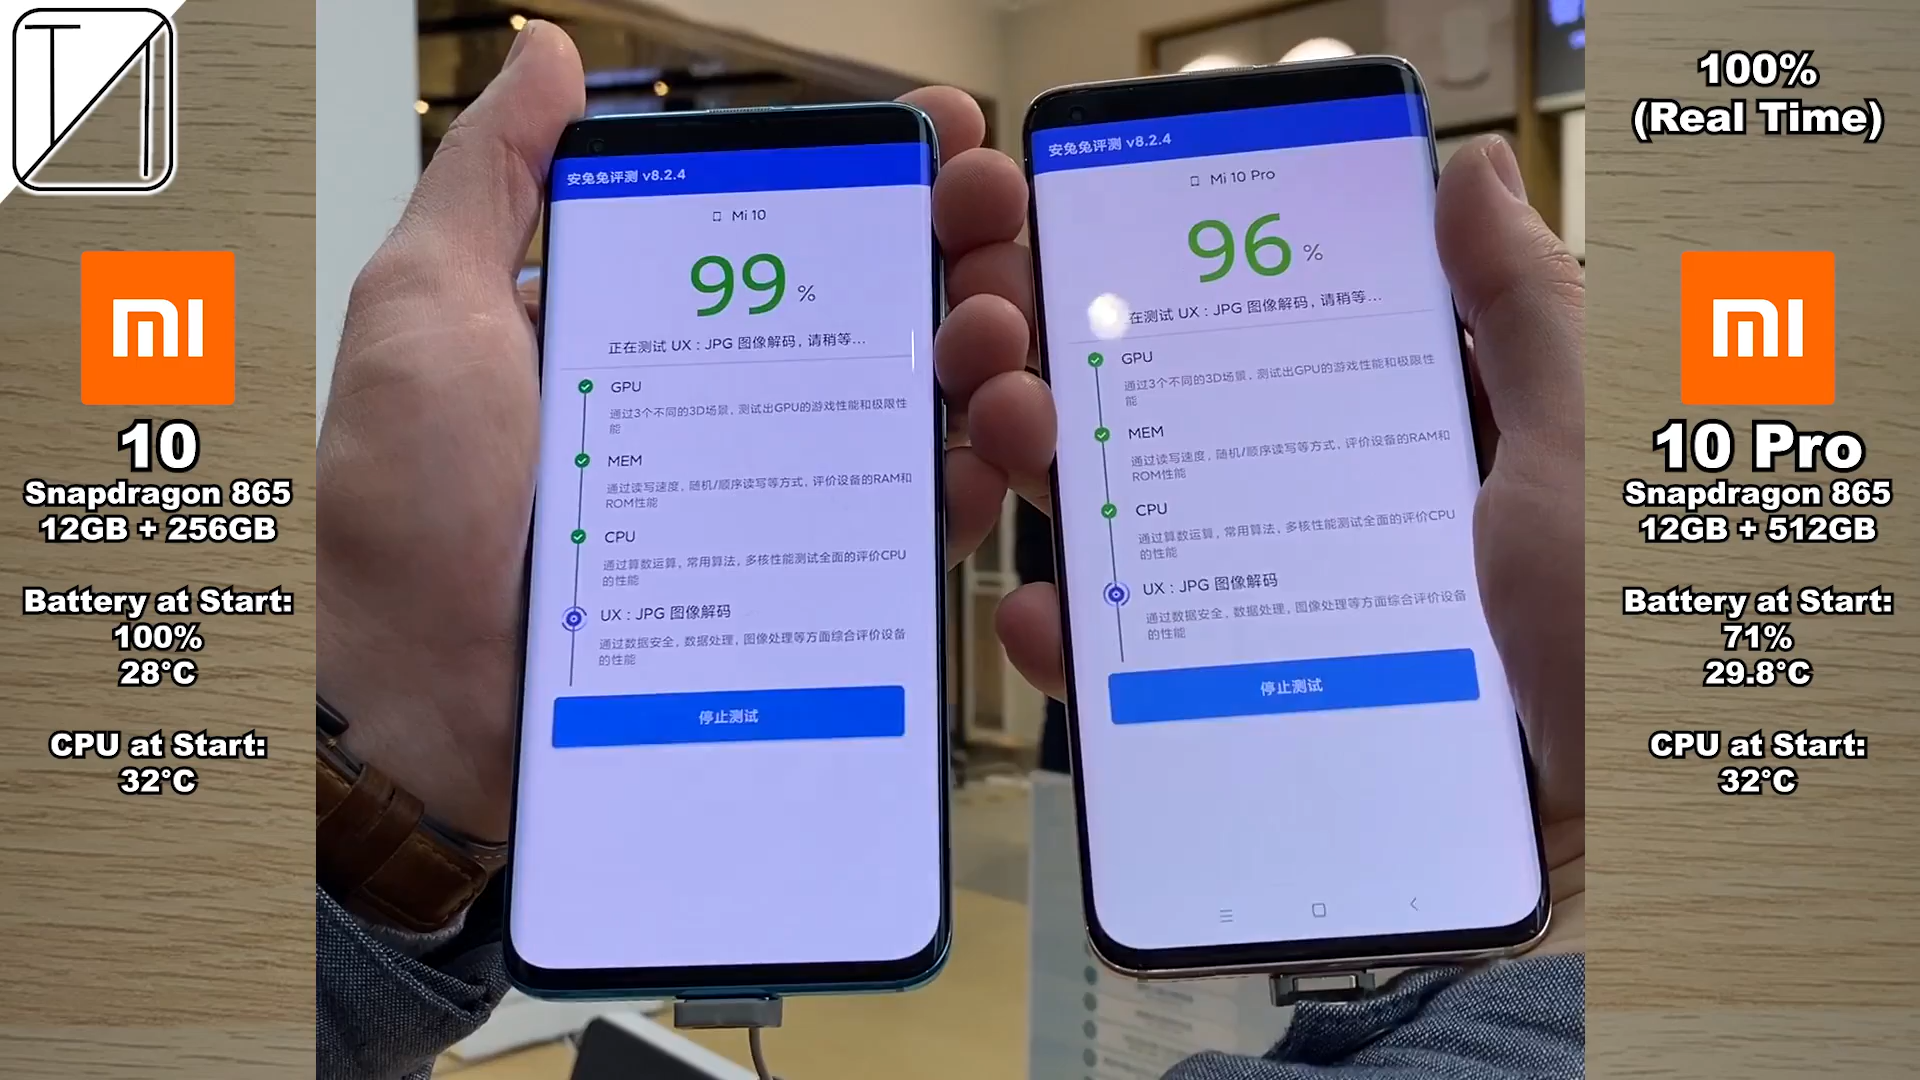 10
Snapdragon 865
12GB + 256GB
Battery at Start:
100%
28°C
CPU at Start:
32°C
安兔兔评测 v8.2.4
Mi 10
99 %
正在测试 UX : JPG 图像解码, 请稍等...
GPU
通过3个不同的3D场景, 测试出GPU的游戏性能和极限性
能
MEM
通过读写速度, 随机/顺序读写等方式, 评价设备的RAM和
ROM性能
CPU
通过算数运算, 常用算法, 多核性能测试全面的评价CPU
的性能
UX : JPG 图像解码
通过数据安全, 数据处理, 图像处理等方面综合评价设备
的性能
停止测试
安兔兔评测 v8.2.4
Mi 10 Pro
96 %
在测试 UX : JPG 图像解码, 请稍等...
GPU
通过3个不同的3D场景, 测试出GPU的游戏性能和极限性
能
MEM
通过读写速度, 随机/顺序读写等方式, 评价设备的RAM和
ROM性能
CPU
通过算数运算, 常用算法, 多核性能测试全面的评价CPU
的性能
UX : JPG 图像解码
通过数据安全, 数据处理, 图像处理等方面综合评价设备
的性能
停止测试
100%
(Real Time)
10 Pro
Snapdragon 865
12GB + 512GB
Battery at Start:
71%
29.8°C
CPU at Start:
32°C